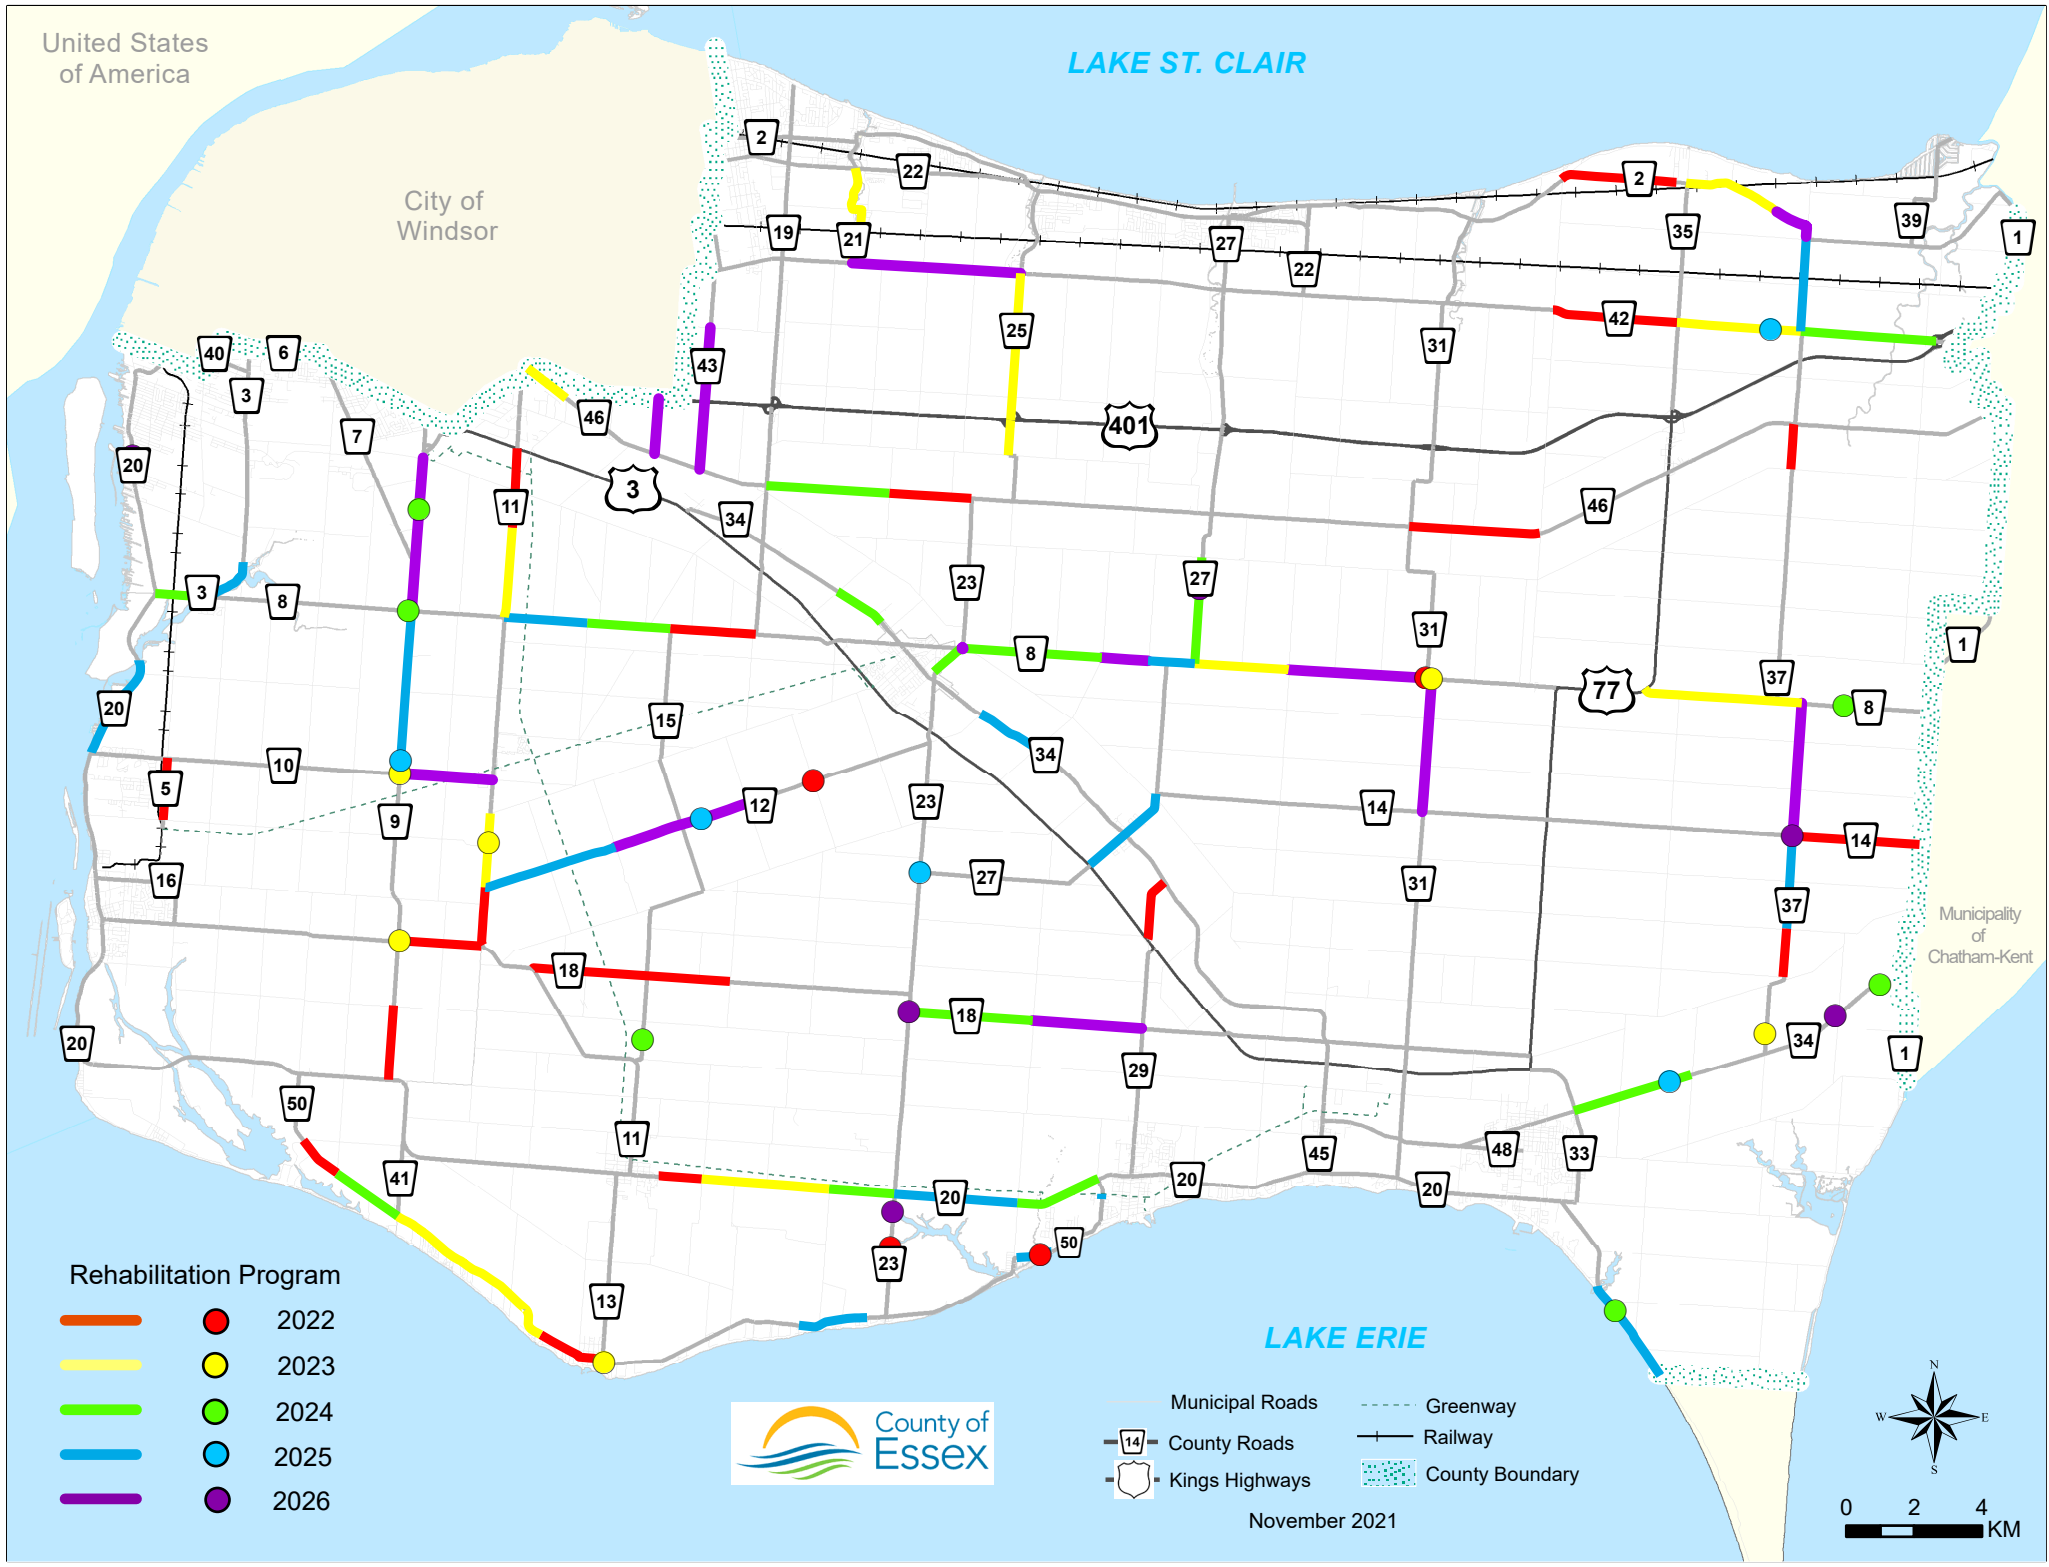 United States
of America
LAKE ST. CLAIR
2
22
2
City of
Windsor
19
21
27
22
35
39
1
40
6
43
25
31
42
3
7
46
401
20
11
3
34
46
3
8
23
27
31
1
8
20
15
34
77
37
8
10
5
9
12
23
14
14
16
27
31
37
Municipality
of
Chatham-Kent
18
18
20
29
34
1
50
11
45
48
33
41
20
20
20
23
50
13
Rehabilitation Program
2022
2023
2024
2025
2026
LAKE ERIE
County of
Essex
Municipal Roads
14
County Roads
Kings Highways
Greenway
Railway
County Boundary
November 2021
N
W
E
S
0 2 4
KM